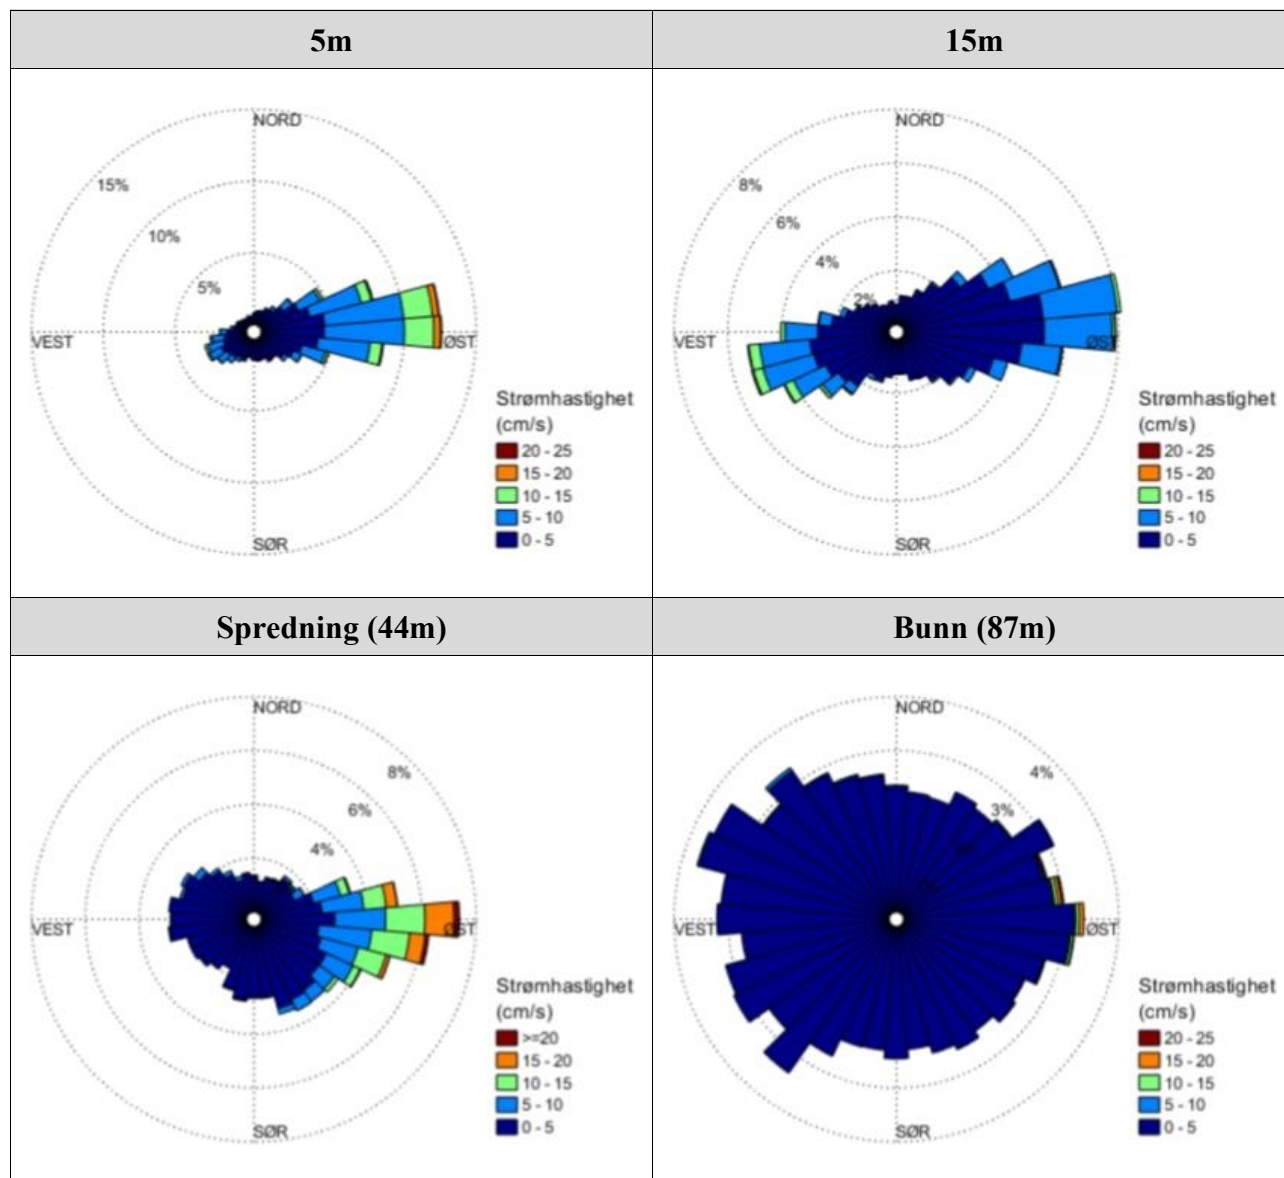 5m
15m
NORD
15%
10%
5%
VEST
ØST
SØR
Strømhastighet
(cm/s)
20 - 25
15 - 20
10 - 15
5 - 10
0 - 5
NORD
8%
6%
4%
2%
VEST
ØST
SØR
Strømhastighet
(cm/s)
20 - 25
15 - 20
10 - 15
5 - 10
0 - 5
Spredning (44m)
Bunn (87m)
NORD
8%
6%
4%
VEST
ØST
SØR
Strømhastighet
(cm/s)
>=20
15 - 20
10 - 15
5 - 10
0 - 5
NORD
4%
3%
VEST
ØST
SØR
Strømhastighet
(cm/s)
20 - 25
15 - 20
10 - 15
5 - 10
0 - 5